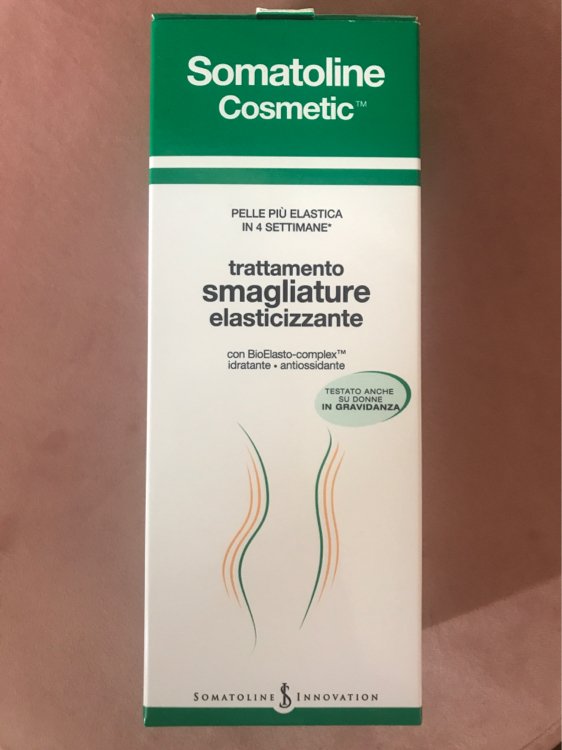 Somatoline
Cosmetic™
PELLE PIÙ ELASTICA
IN 4 SETTIMANE*
trattamento
smagliature
elasticizzante
con BioElasto-complex™
idratante • antiossidante
TESTATO ANCHE
SU DONNE
IN GRAVIDANZA
SOMATOLINE IS INNOVATION